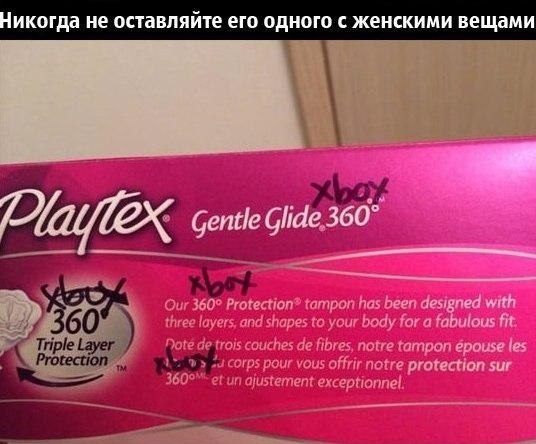 Никогда не оставляйте его одного с женскими вещами
xbox
Playtex® Gentle Glide® 360°™
xbox
xbox
Our 360° Protection® tampon has been designed with
360°
three layers, and shapes to your body for a fabulous fit.
Triple Layer
Protection™
Doté de trois couches de fibres, notre tampon épouse les
xbox
u corps pour vous offrir notre protection sur
360°MC et un ajustement exceptionnel.